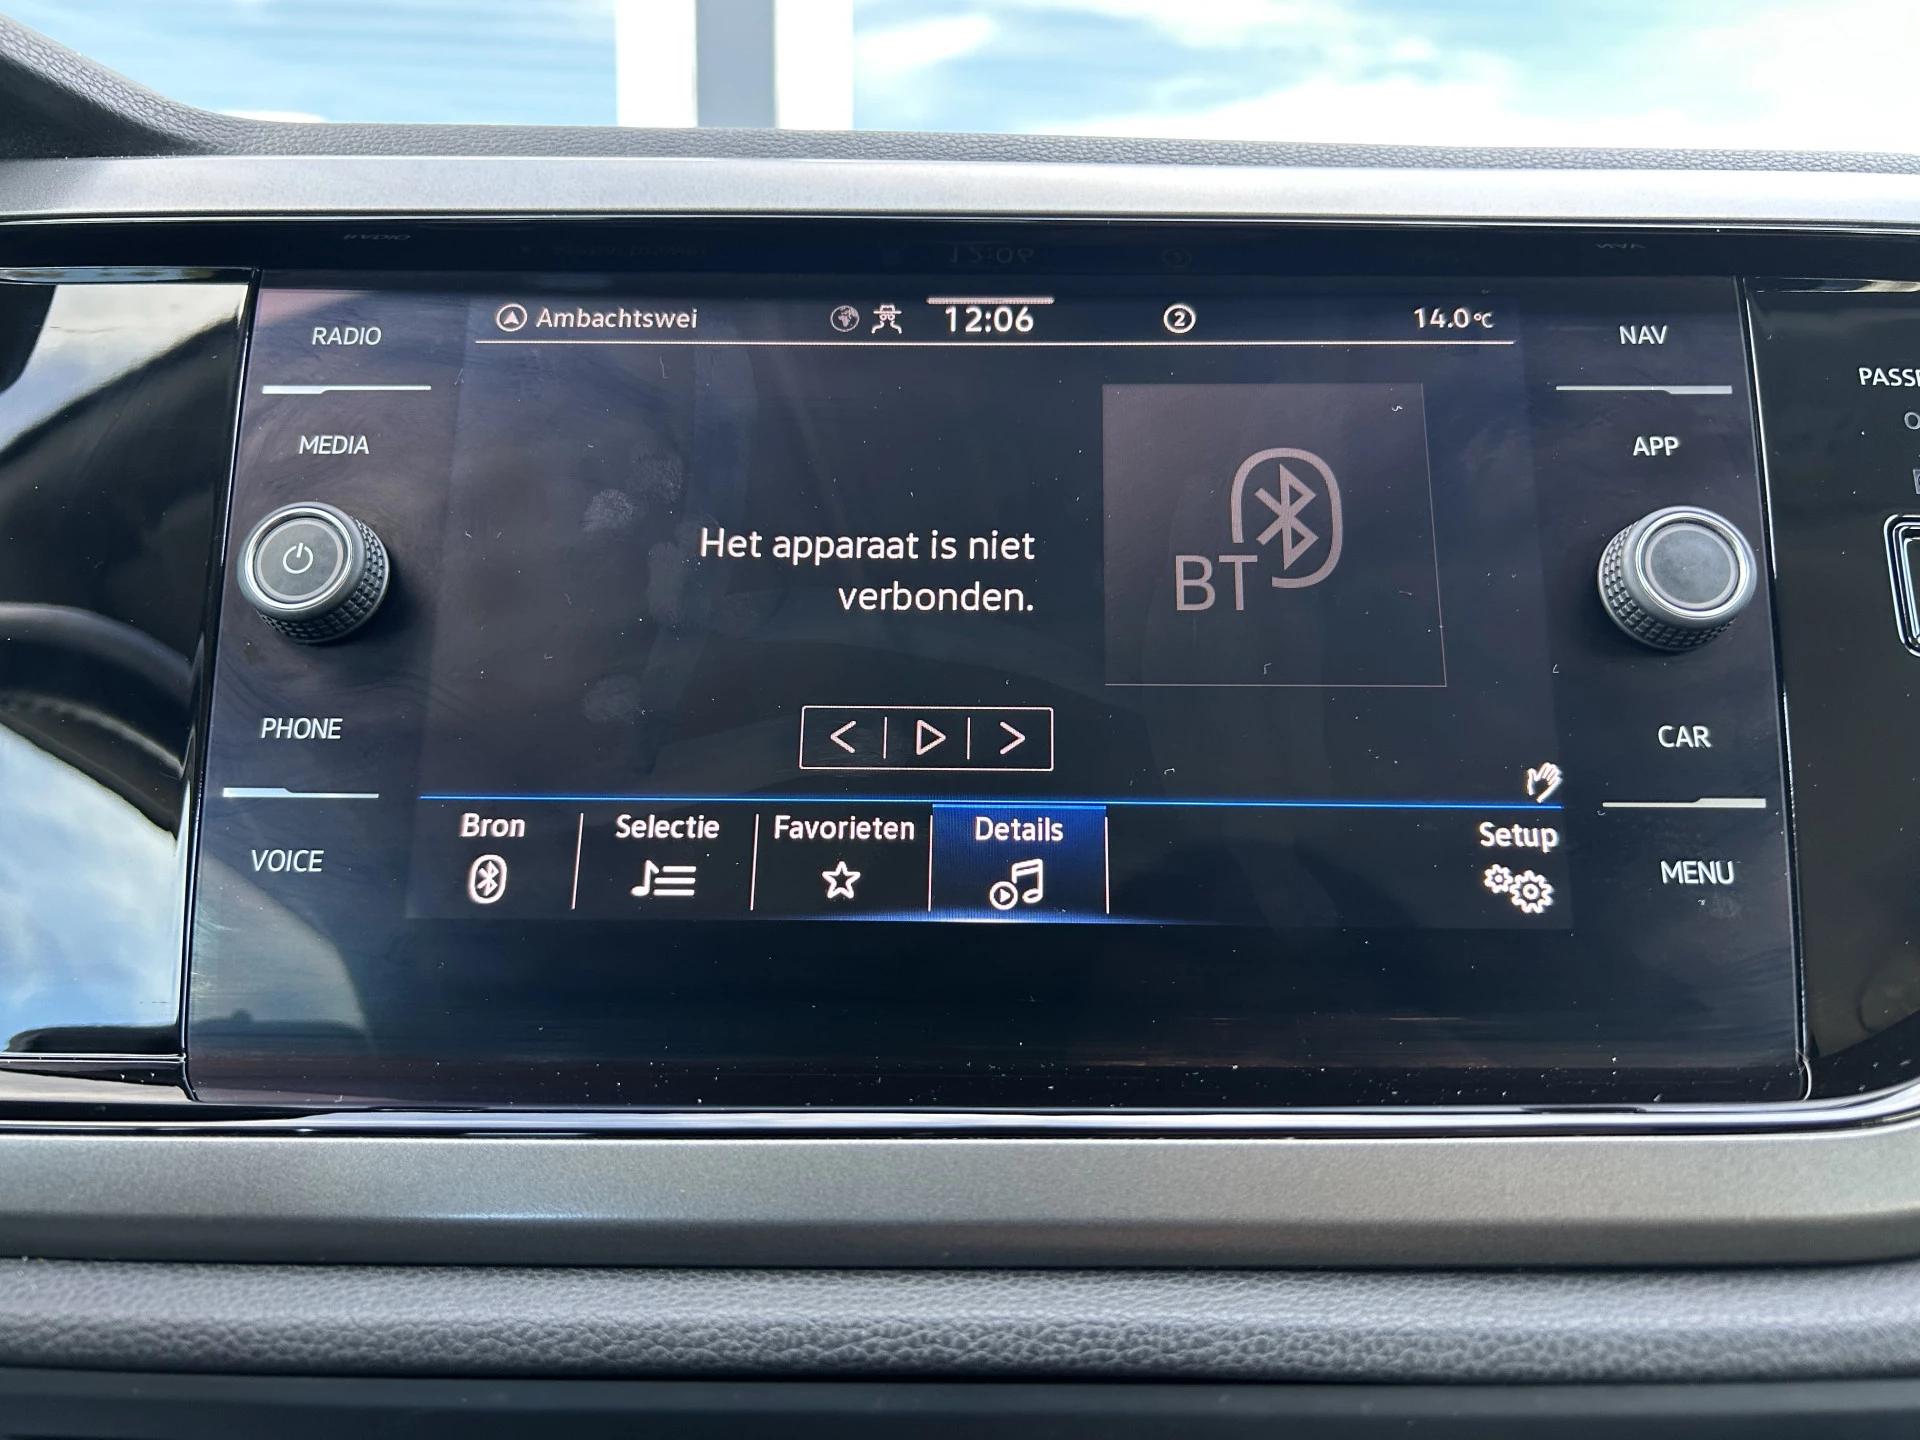 RADIO
MEDIA
PHONE
VOICE
Ambachtswei
12:06
2
14.0°C
Het apparaat is niet
verbonden.
BT
Bron
Selectie
Favorieten
Details
Setup
NAV
APP
CAR
MENU